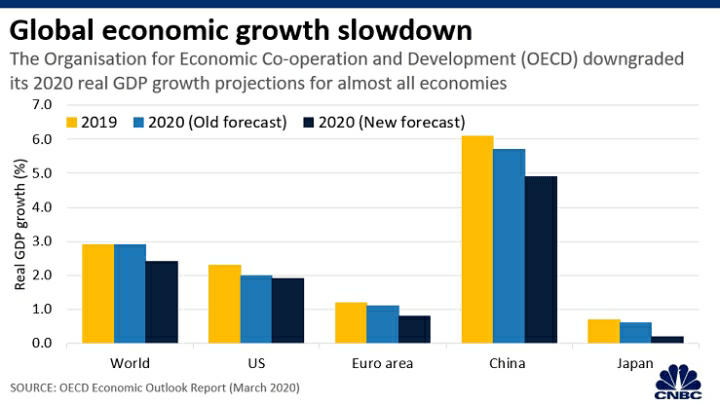 Global economic growth slowdown
The Organisation for Economic Co-operation and Development (OECD) downgraded
its 2020 real GDP growth projections for almost all economies
7.0
2019 2020 (Old forecast) 2020 (New forecast)
6.0
5.0
4.0
3.0
2.0
1.0
0.0
Real GDP growth (%)
World US Euro area China Japan
SOURCE: OECD Economic Outlook Report (March 2020)
CNBC